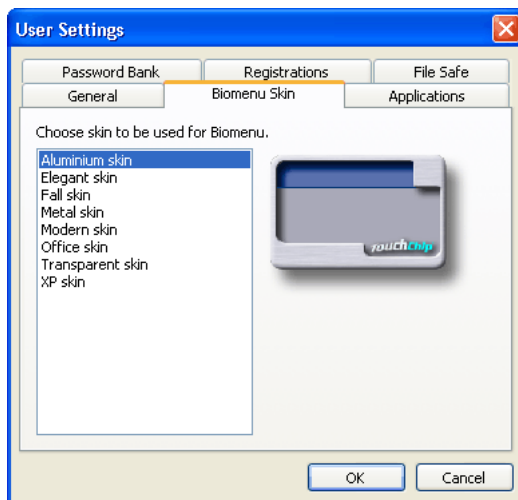 User Settings
Password Bank
Registrations
File Safe
General
Biomenu Skin
Applications
Choose skin to be used for Biomenu.
Aluminium skin
Elegant skin
Fall skin
Metal skin
Modern skin
Office skin
Transparent skin
XP skin
TouchChip
OK
Cancel